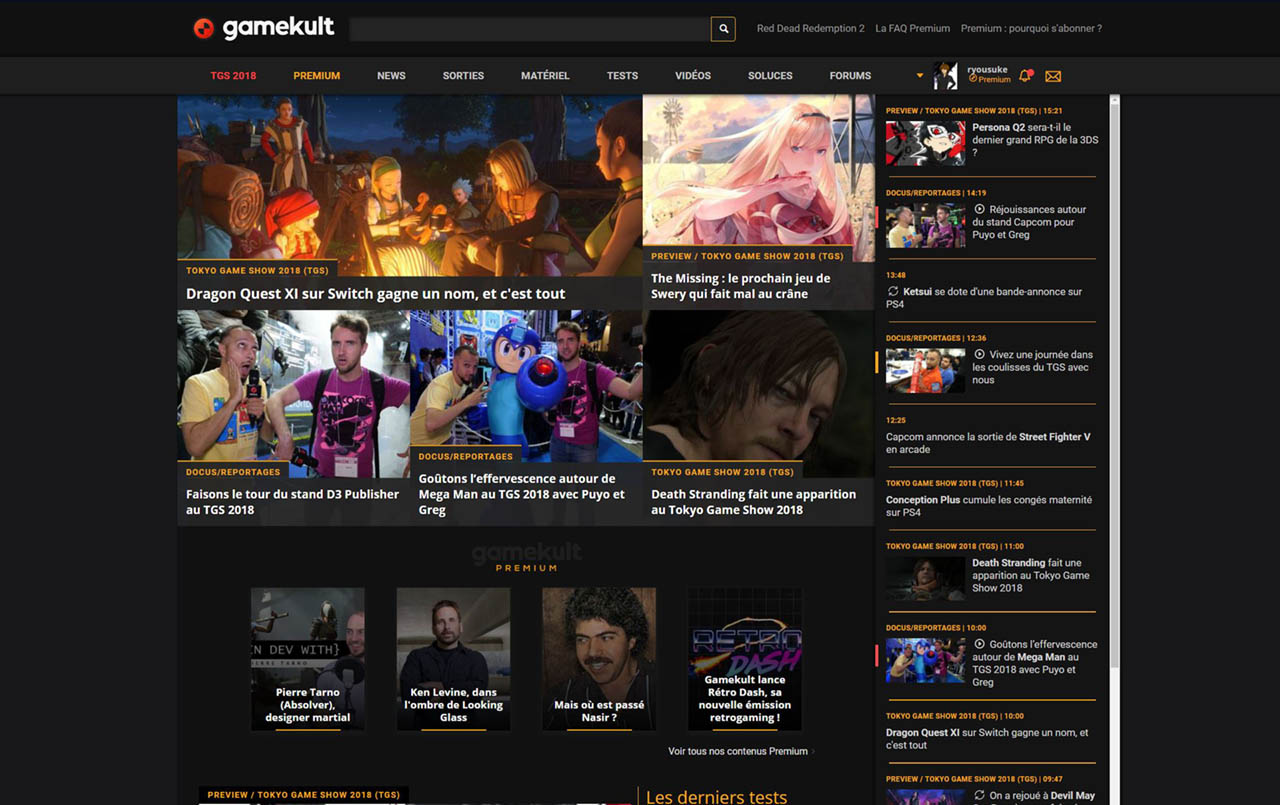 gamekult
Red Dead Redemption 2 La FAQ Premium Premium : pourquoi s'abonner ?
TGS 2018 PREMIUM NEWS SORTIES MATÉRIEL TESTS VIDÉOS SOLUCES FORUMS
ryousuke
Premium
TOKYO GAME SHOW 2018 (TGS)
Dragon Quest XI sur Switch gagne un nom, et c'est tout
PREVIEW / TOKYO GAME SHOW 2018 (TGS)
The Missing : le prochain jeu de
Swery qui fait mal au crâne
DOCUS/REPORTAGES
Faisons le tour du stand D3 Publisher
au TGS 2018
DOCUS/REPORTAGES
Goûtons l'effervescence autour de
Mega Man au TGS 2018 avec Puyo et
Greg
TOKYO GAME SHOW 2018 (TGS)
Death Stranding fait une apparition
au Tokyo Game Show 2018
gamekult
PREMIUM
IN DEV WITH}
PIERRE TARNO
Pierre Tarno
(Absolver),
designer martial
Ken Levine, dans
l'ombre de Looking
Glass
Mais où est passé
Nasir ?
RETRO
DASH
Gamekult lance
Rétro Dash, sa
nouvelle émission
retrogaming !
Voir tous nos contenus Premium
PREVIEW / TOKYO GAME SHOW 2018 (TGS)
Les derniers tests
PREVIEW / TOKYO GAME SHOW 2018 (TGS) | 15:21
Persona Q2 sera-t-il le
dernier grand RPG de la 3DS
?
DOCUS/REPORTAGES | 14:19
Réjouissances autour
du stand Capcom pour
Puyo et Greg
13:48
Ketsui se dote d'une bande-annonce sur
PS4
DOCUS/REPORTAGES | 12:36
Vivez une journée dans
les coulisses du TGS avec
nous
12:25
Capcom annonce la sortie de Street Fighter V
en arcade
TOKYO GAME SHOW 2018 (TGS) | 11:45
Conception Plus cumule les congés maternité
sur PS4
TOKYO GAME SHOW 2018 (TGS) | 11:00
Death Stranding fait une
apparition au Tokyo Game
Show 2018
DOCUS/REPORTAGES | 10:00
Goûtons l'effervescence
autour de Mega Man au
TGS 2018 avec Puyo et
Greg
TOKYO GAME SHOW 2018 (TGS) | 10:00
Dragon Quest XI sur Switch gagne un nom, et
c'est tout
PREVIEW / TOKYO GAME SHOW 2018 (TGS) | 09:47
On a rejoué à Devil May